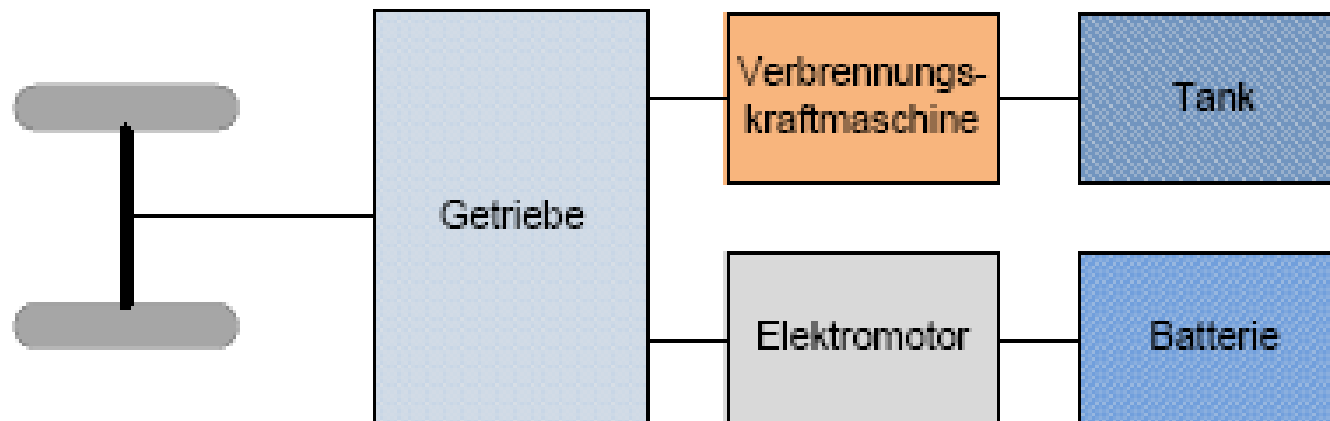 Verbrennungs-
kraftmaschine
Tank
Getriebe
Elektromotor
Batterie